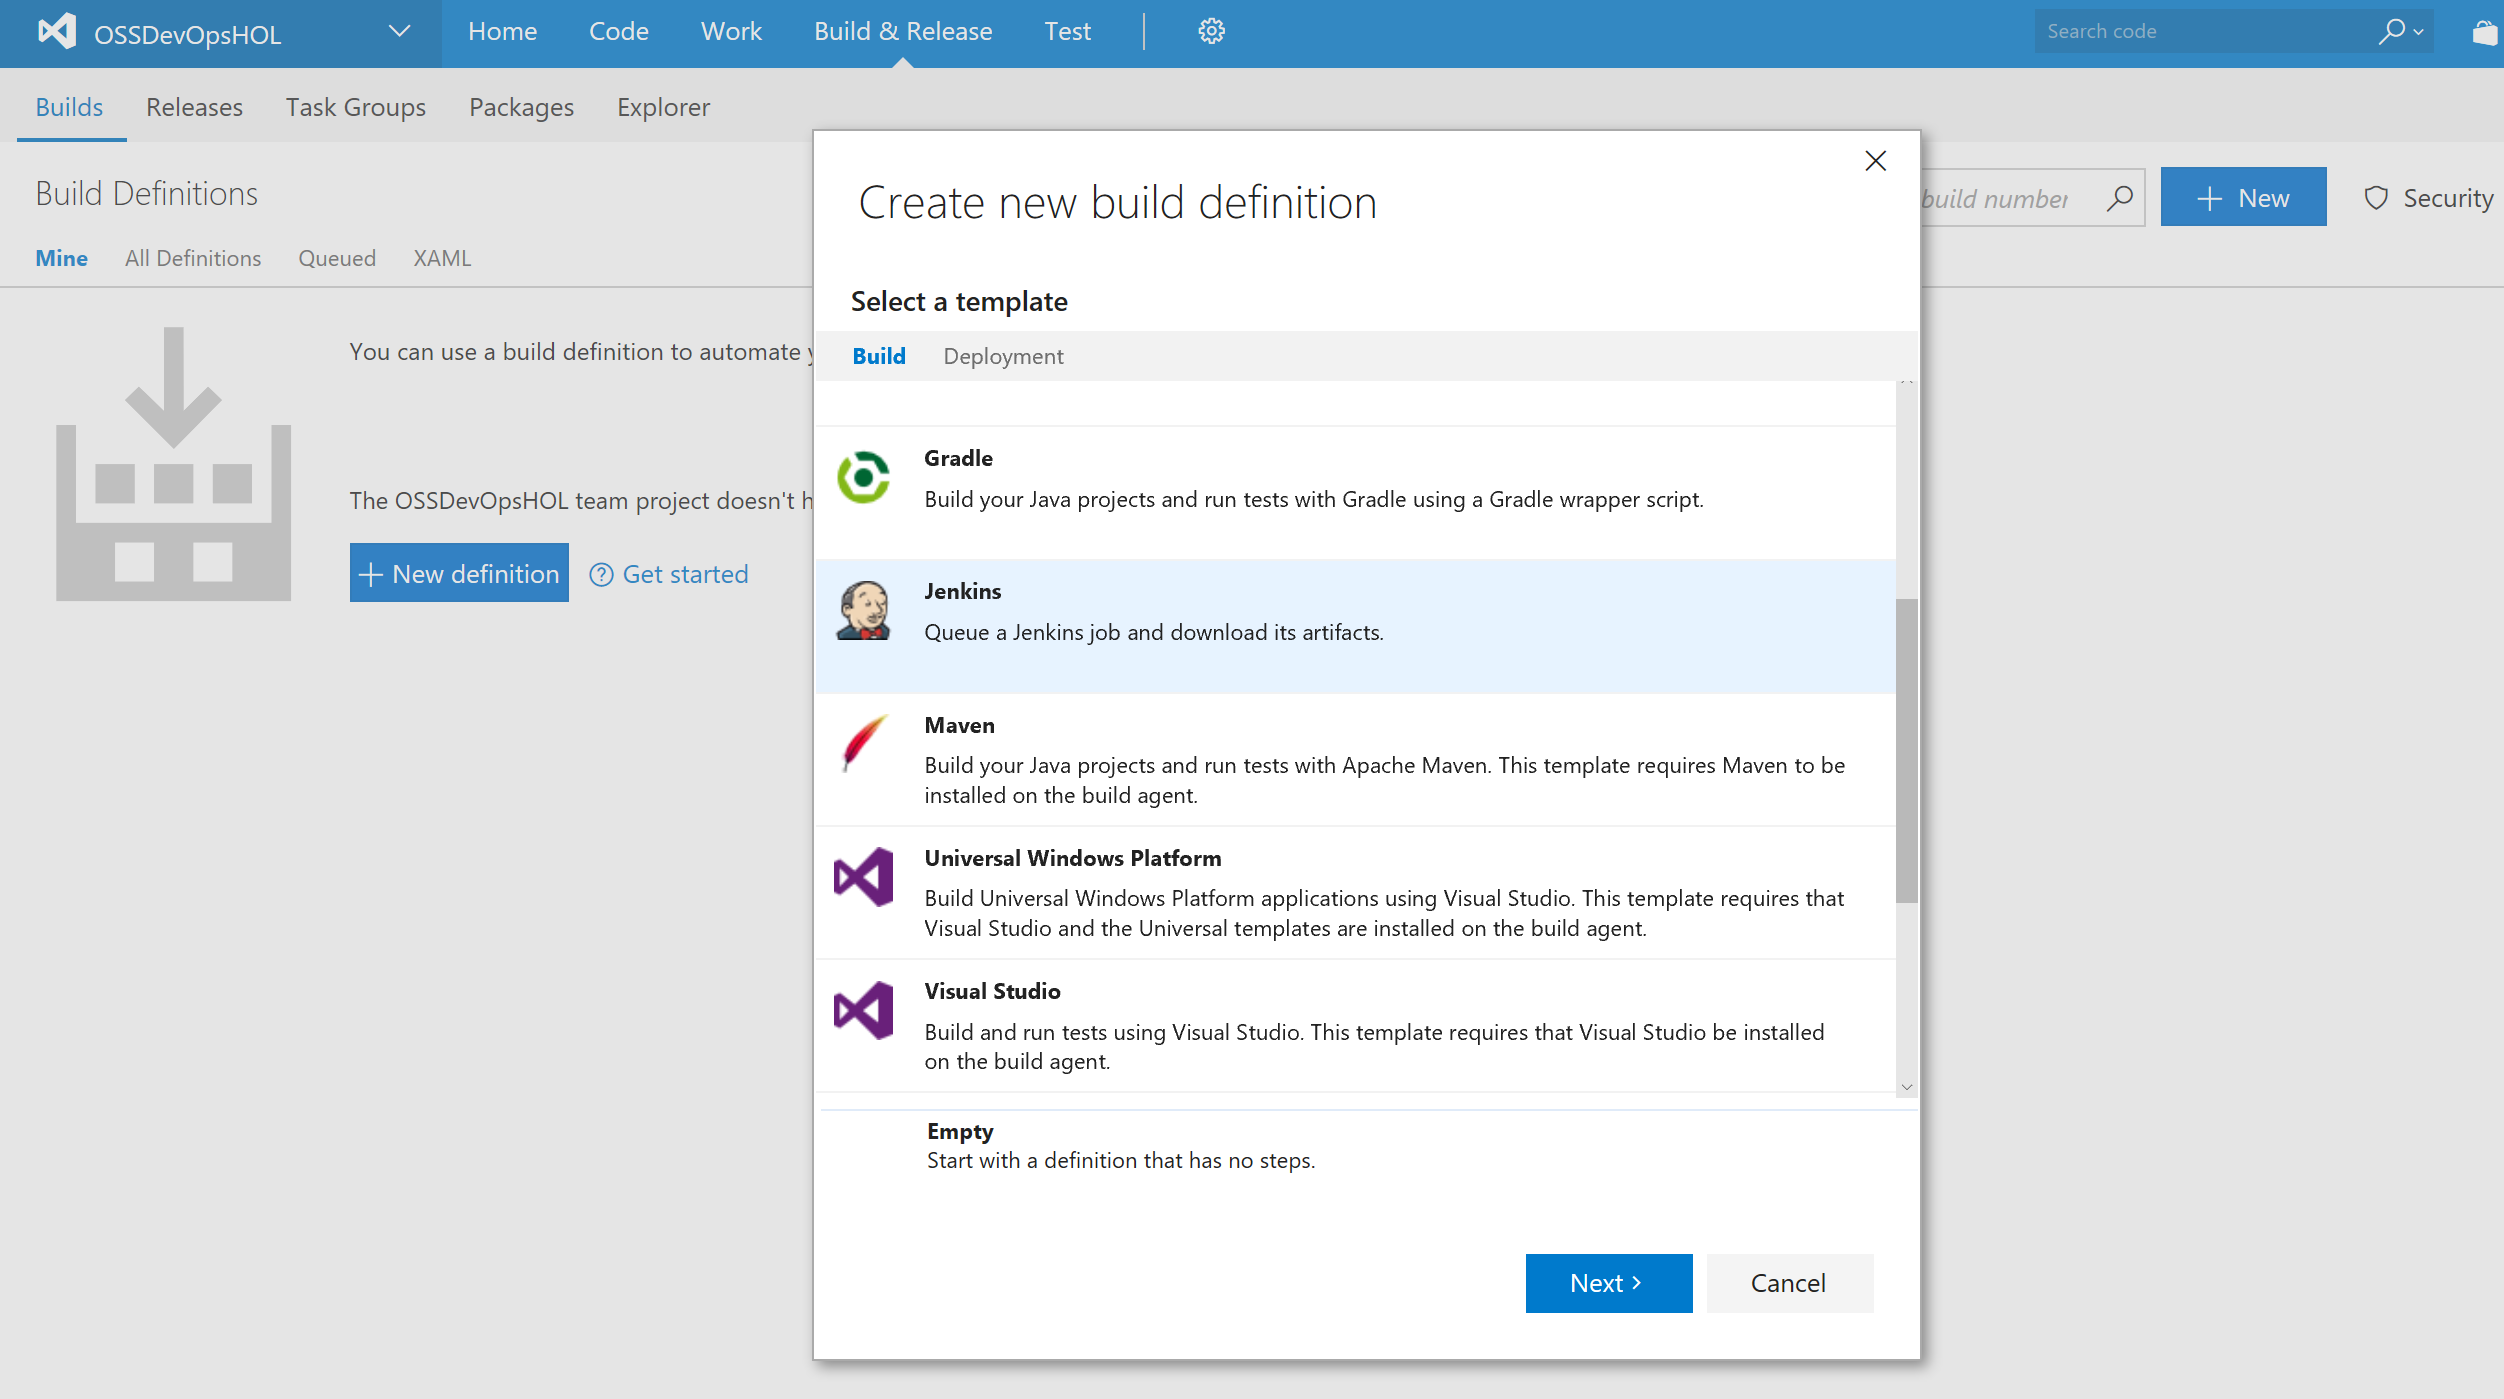 OSSDevOpsHOL
Home
Code
Work
Build & Release
Test
Search code
Builds
Releases
Task Groups
Packages
Explorer
Build Definitions
build number
New
Security
Mine
All Definitions
Queued
XAML
You can use a build definition to automate
The OSSDevOpsHOL team project doesn't
New definition
Get started
Create new build definition
Select a template
Build
Deployment
Gradle
Build your Java projects and run tests with Gradle using a Gradle wrapper script.
Jenkins
Queue a Jenkins job and download its artifacts.
Maven
Build your Java projects and run tests with Apache Maven. This template requires Maven to be
installed on the build agent.
Universal Windows Platform
Build Universal Windows Platform applications using Visual Studio. This template requires that
Visual Studio and the Universal templates are installed on the build agent.
Visual Studio
Build and run tests using Visual Studio. This template requires that Visual Studio be installed
on the build agent.
Empty
Start with a definition that has no steps.
Next
Cancel